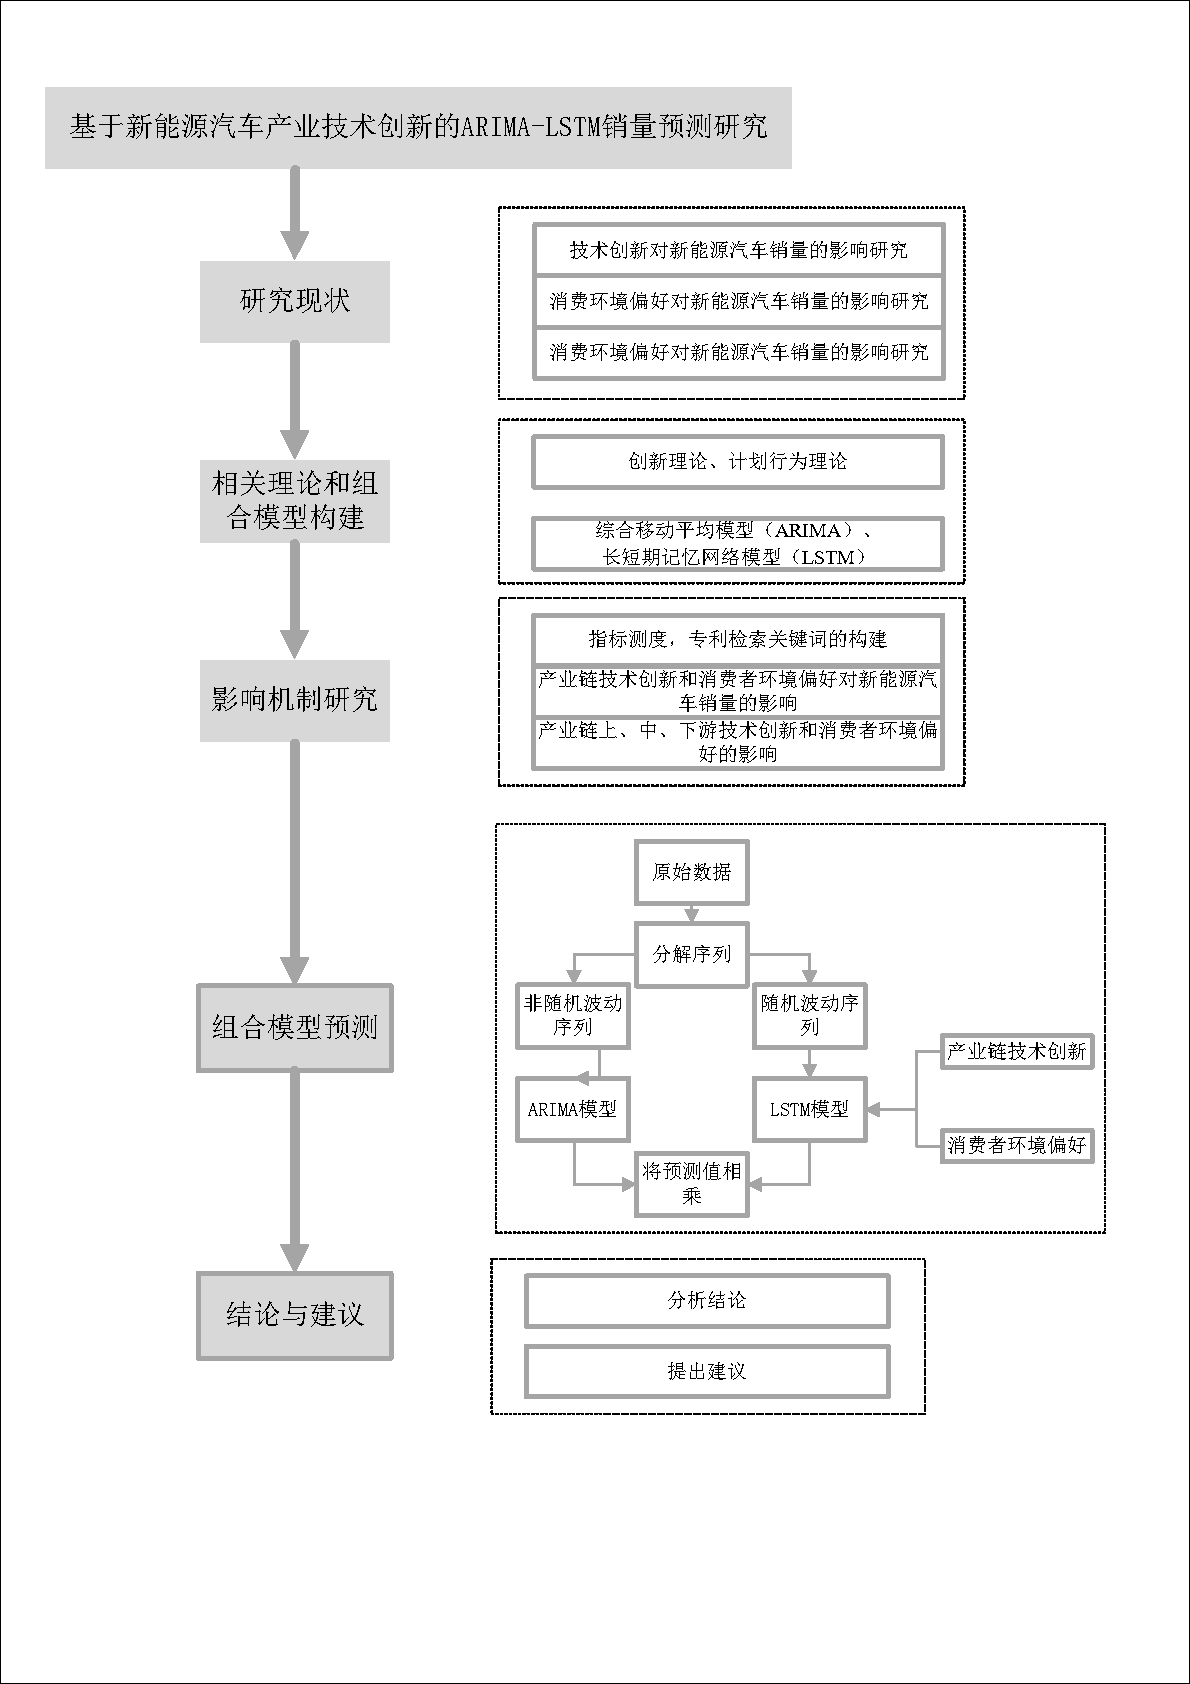 基于新能源汽车产业技术创新的ARIMA-LSTM销量预测研究
研究现状
技术创新对新能源汽车销量的影响研究
消费环境偏好对新能源汽车销量的影响研究
消费环境偏好对新能源汽车销量的影响研究
相关理论和组
合模型构建
创新理论、计划行为理论
综合移动平均模型（ARIMA）、
长短期记忆网络模型（LSTM）
影响机制研究
指标测度，专利检索关键词的构建
产业链技术创新和消费者环境偏好对新能源汽
车销量的影响
产业链上、中、下游技术创新和消费者环境偏
好的影响
组合模型预测
原始数据
分解序列
非随机波动
序列
随机波动序
列
ARIMA模型
LSTM模型
产业链技术创新
消费者环境偏好
将预测值相
乘
结论与建议
分析结论
提出建议